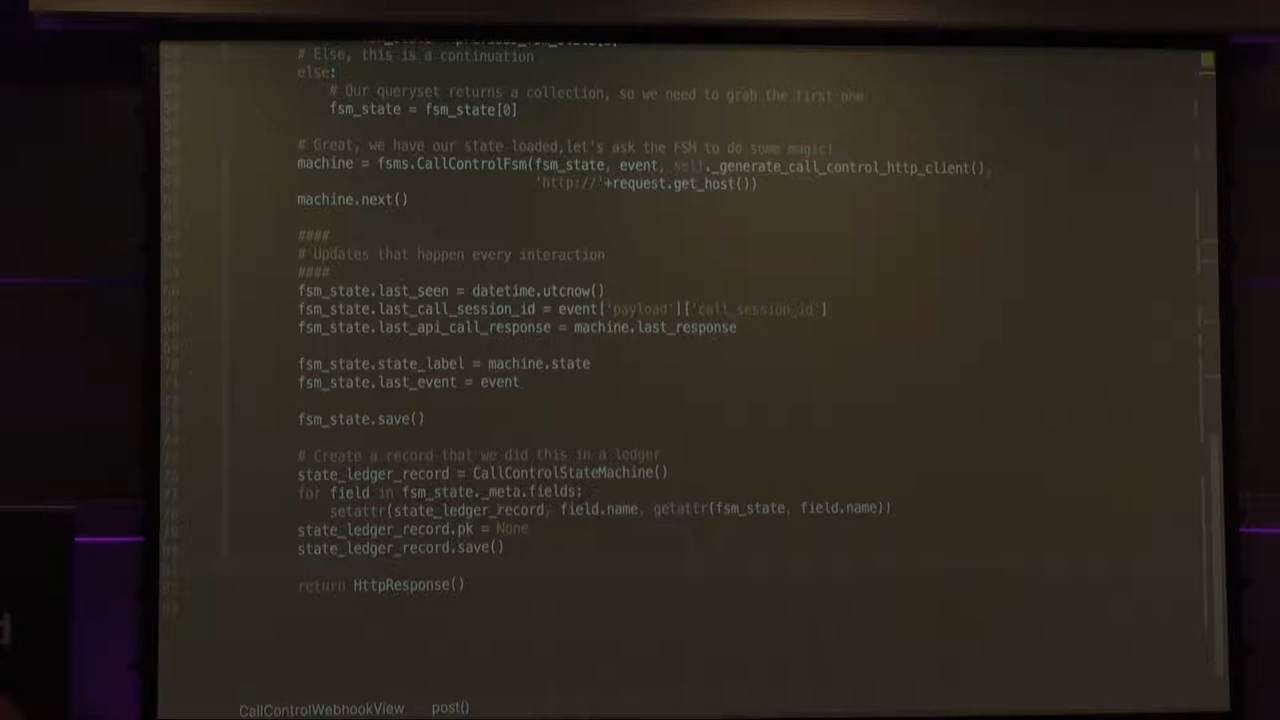 # Else, this is a continuation
else:
# Our queryset returns a collection, so we need to grab the first one
fsm_state = fsm_state[0]
# Great, we have our state loaded,let's ask the FSM to do some magic!
machine = fsms.CallControlFsm(fsm_state, event, self._generate_call_control_http_client(),
'http://'+request.get_host())
machine.next()
####
# Updates that happen every interaction
####
fsm_state.last_seen = datetime.utcnow()
fsm_state.last_call_session_id = event['payload']['call_session_id']
fsm_state.last_api_call_response = machine.last_response
fsm_state.state_label = machine.state
fsm_state.last_event = event
fsm_state.save()
# Create a record that we did this in a ledger
state_ledger_record = CallControlStateMachine()
for field in fsm_state._meta.fields:
setattr(state_ledger_record, field.name, getattr(fsm_state, field.name))
state_ledger_record.pk = None
state_ledger_record.save()
return HttpResponse()
CallControlWebhookView post()